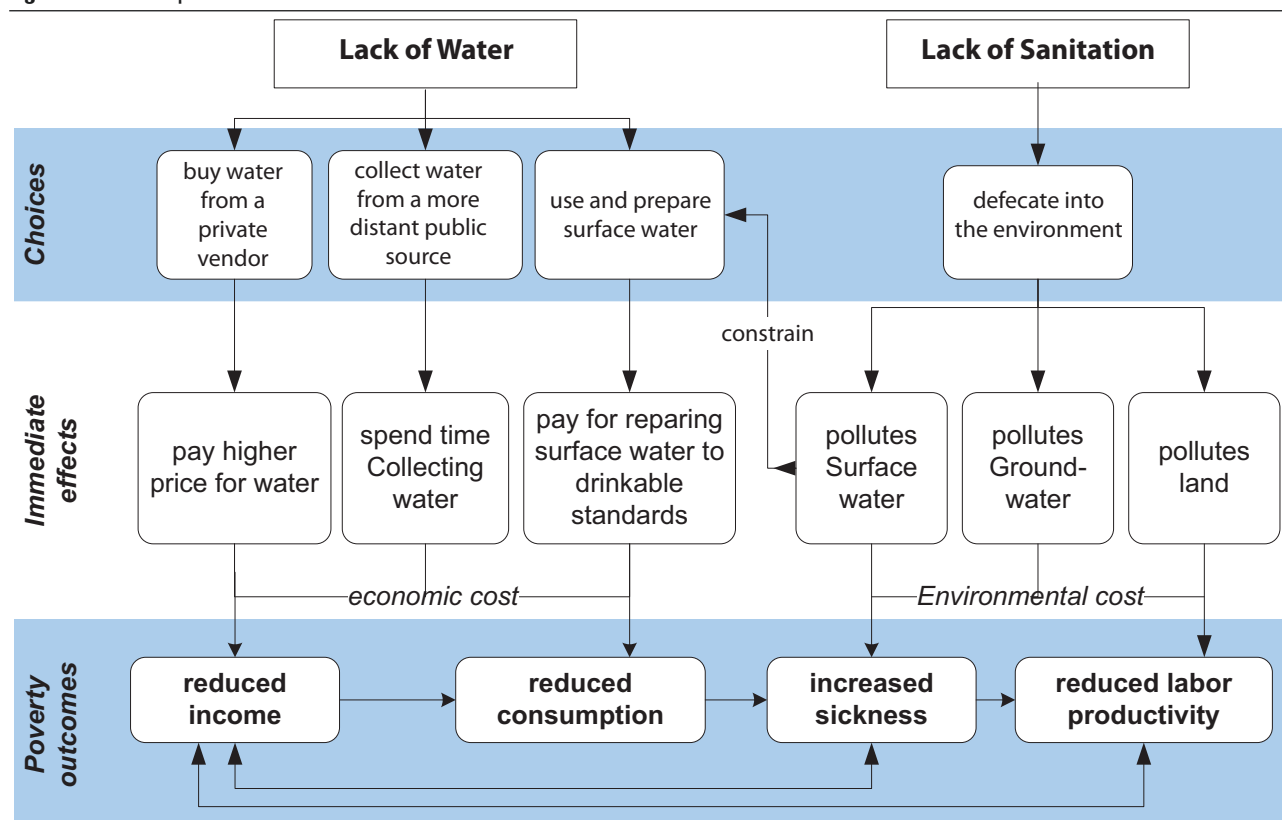 Lack of Water
Lack of Sanitation
Choices
buy water
from a
private
vendor
collect water
from a more
distant public
source
use and prepare
surface water
defecate into
the environment
constrain
Immediate
effects
pay higher
price for water
spend time
Collecting
water
pay for reparing
surface water to
drinkable
standards
pollutes
Surface
water
pollutes
Ground-
water
pollutes
land
economic cost
Environmental cost
Poverty
outcomes
reduced
income
reduced
consumption
increased
sickness
reduced labor
productivity